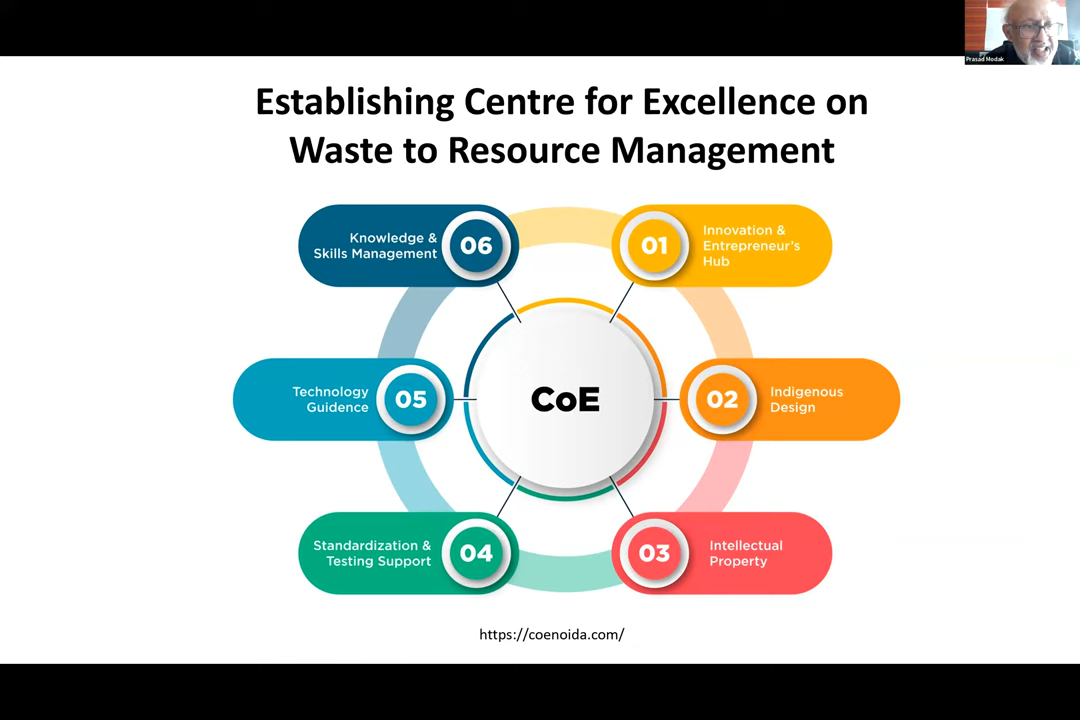 Prasad Modak
Establishing Centre for Excellence on
Waste to Resource Management
Knowledge &
Skills Management
06
01
Innovation &
Entrepreneur's
Hub
Technology
Guidence
05
CoE
02
Indigenous
Design
Standardization &
Testing Support
04
03
Intellectual
Property
https://coenoida.com/